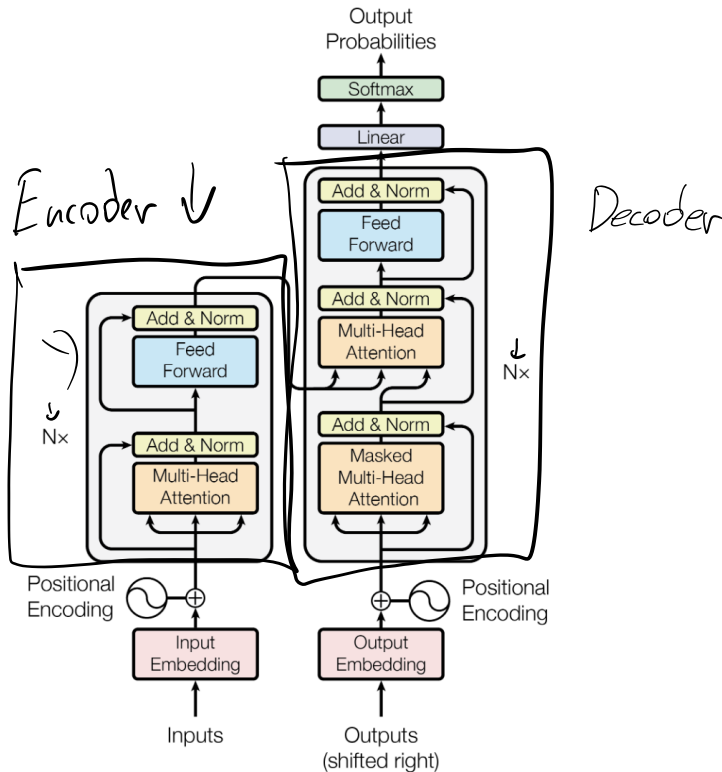 Output
Probabilities
Softmax
Linear
Encoder
Decoder
Add & Norm
Feed
Forward
Add & Norm
Multi-Head
Attention
Nx
Add & Norm
Masked
Multi-Head
Attention
Add & Norm
Feed
Forward
Nx
Add & Norm
Multi-Head
Attention
Positional
Encoding
Positional
Encoding
Input
Embedding
Output
Embedding
Inputs
Outputs
(shifted right)